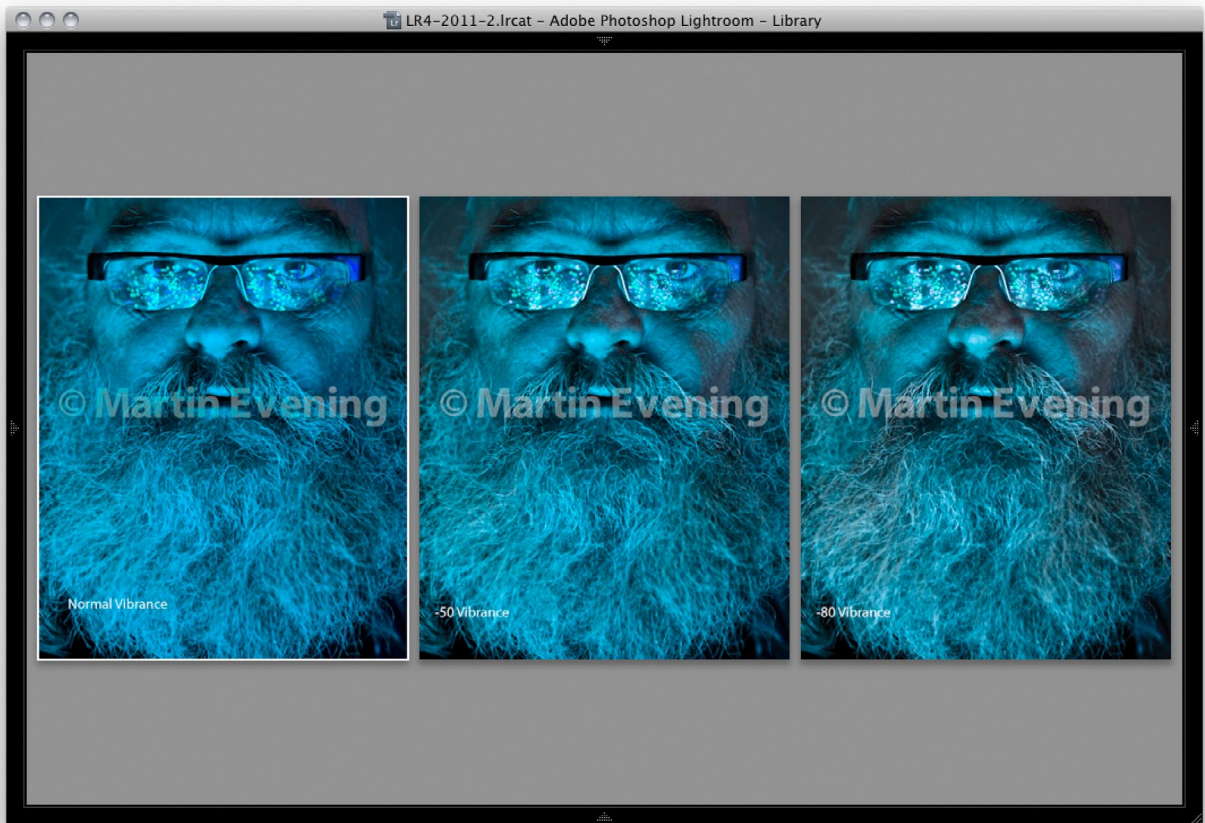 LR4-2011-2.lrcat – Adobe Photoshop Lightroom – Library
© Martin Evening
© Martin Evening
© Martin Evening
Normal Vibrance
-50 Vibrance
-80 Vibrance